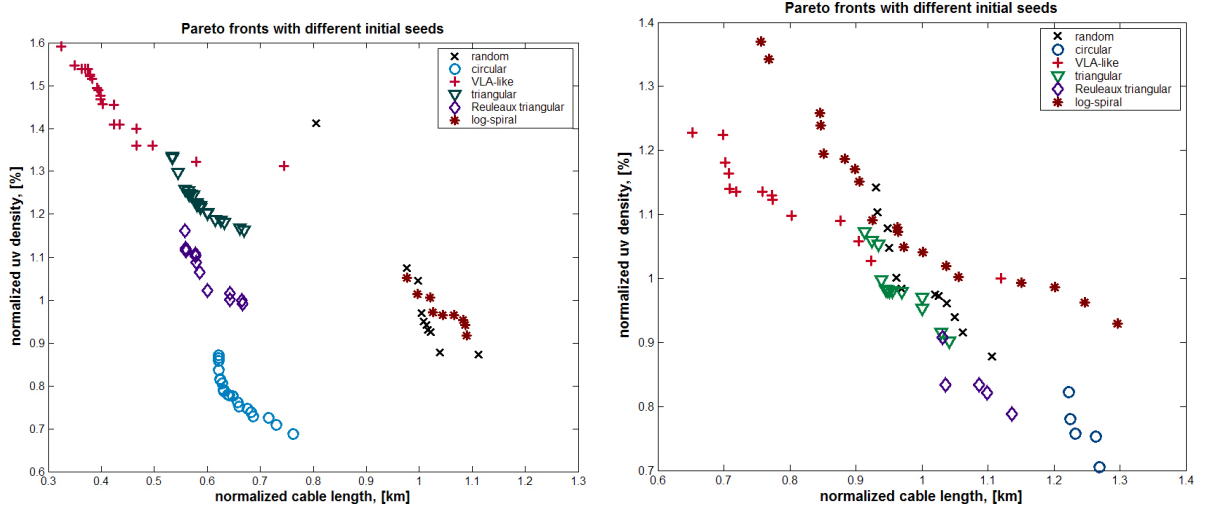 Pareto fronts with different initial seeds
normalized uv density, [%]
1.6
1.5
1.4
1.3
1.2
1.1
1
0.9
0.8
0.7
0.6
random
circular
VLA-like
triangular
Reuleaux triangular
log-spiral
0.3 0.4 0.5 0.6 0.7 0.8 0.9 1 1.1 1.2 1.3
normalized cable length, [km]
Pareto fronts with different initial seeds
normalized uv density, [%]
1.4
1.3
1.2
1.1
1
0.9
0.8
0.7
random
circular
VLA-like
triangular
Reuleaux triangular
log-spiral
0.6 0.7 0.8 0.9 1 1.1 1.2 1.3 1.4
normalized cable length, [km]